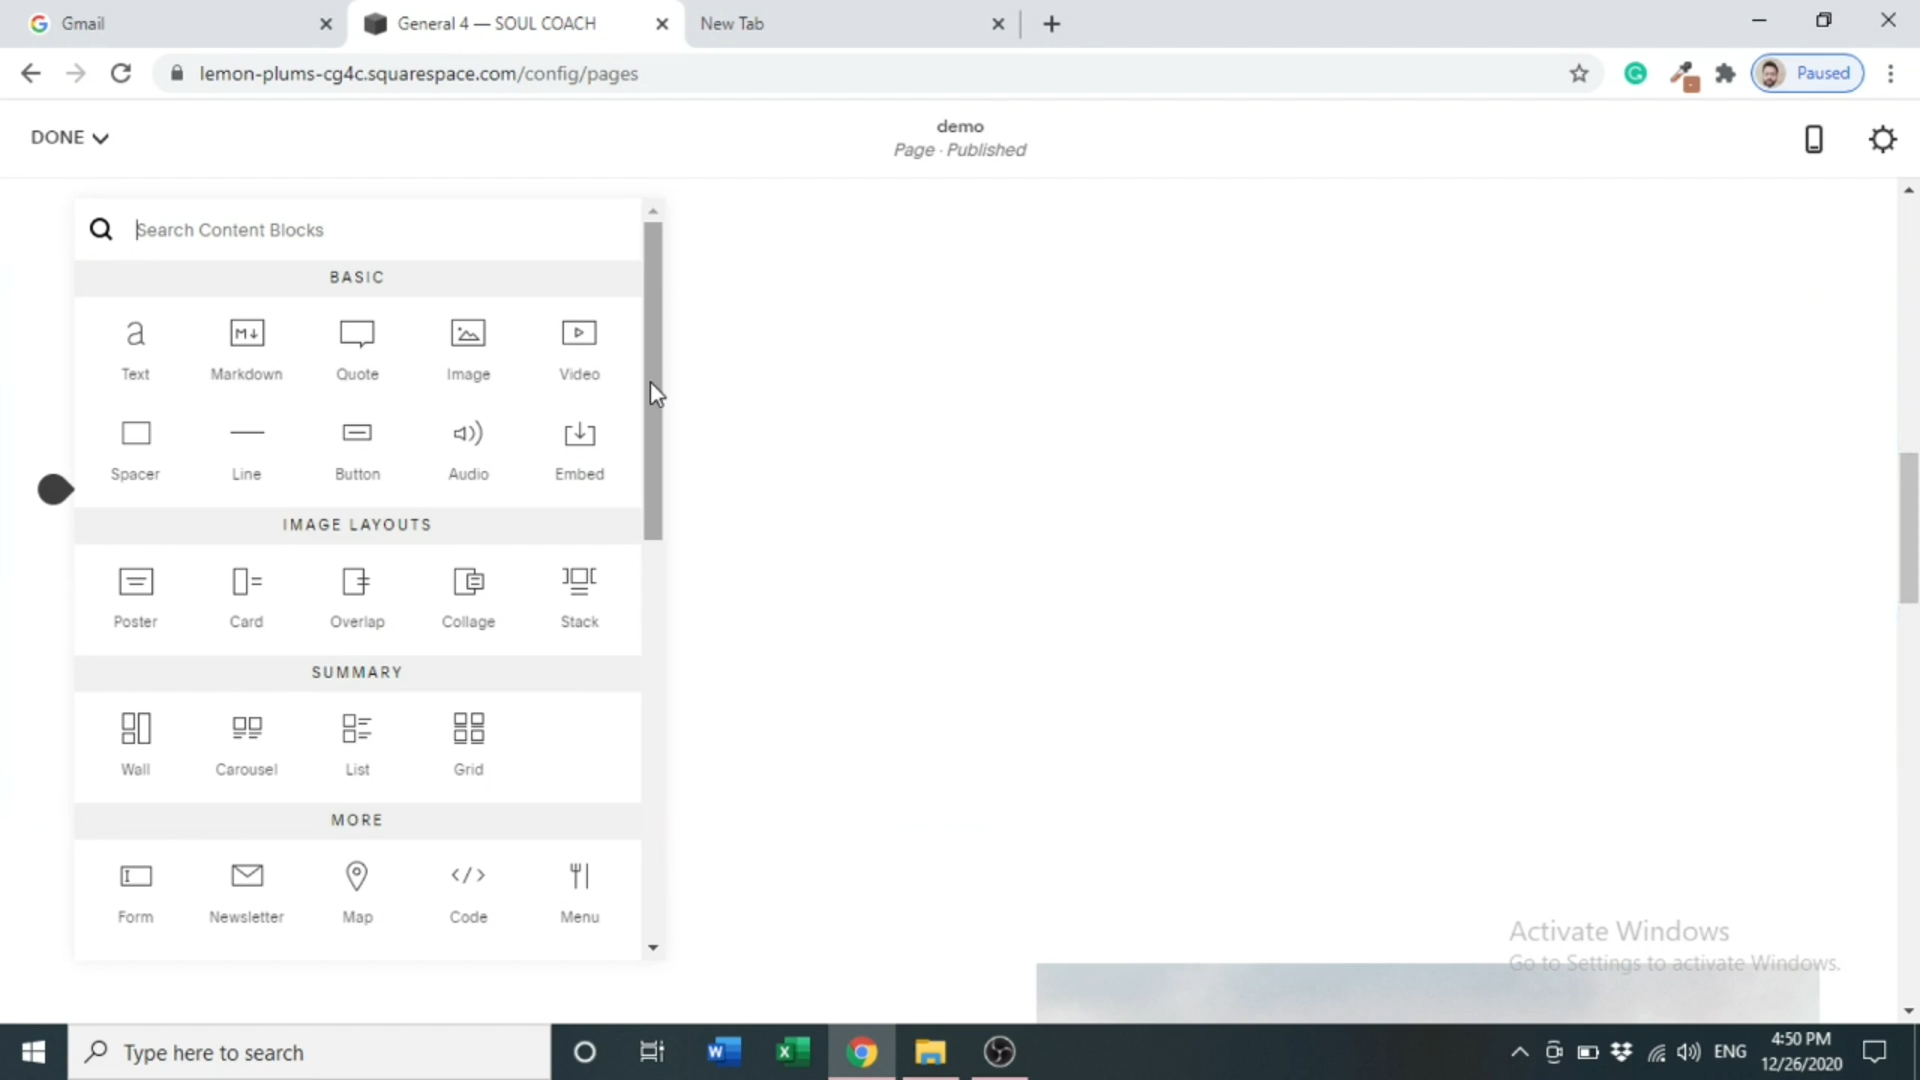 Gmail
General 4 — SOUL COACH
New Tab
lemon-plums-cg4c.squarespace.com/config/pages
Paused
DONE
demo
Page · Published
Search Content Blocks
BASIC
a
M
Text Markdown Quote Image Video
Spacer Line Button Audio Embed
IMAGE LAYOUTS
Poster Card Overlap Collage Stack
SUMMARY
Wall Carousel List Grid
MORE
</>
Form Newsletter Map Code Menu
Activate Windows
Go to Settings to activate Windows.
Type here to search
ENG
4:50 PM
12/26/2020